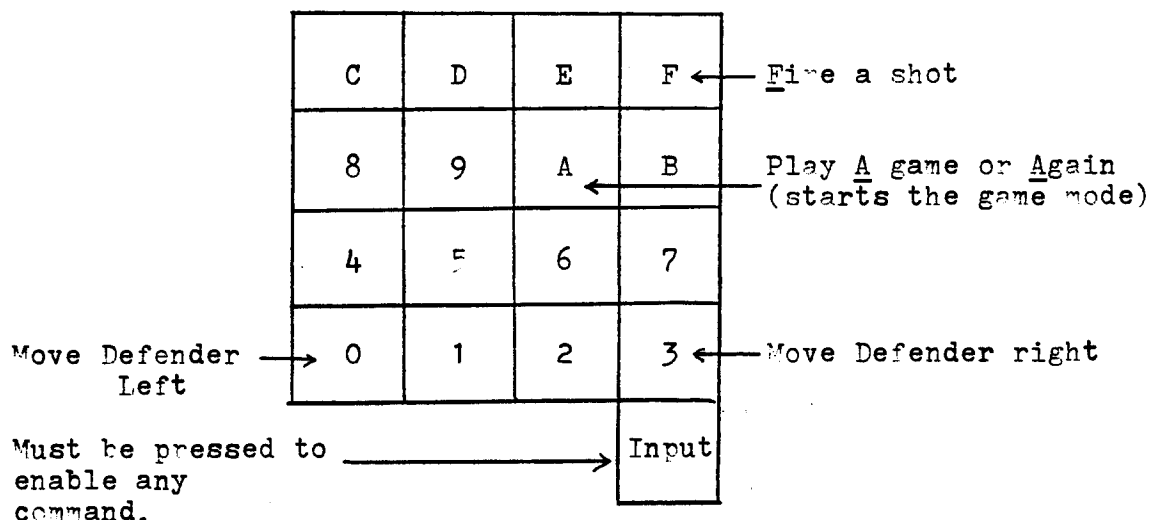 C D E F Fire a shot
8 9 A B Play A game or Again
(starts the game mode)
4 5 6 7
Move Defender
Left
0 1 2 3 Move Defender right
Must be pressed to
enable any
command.
Input